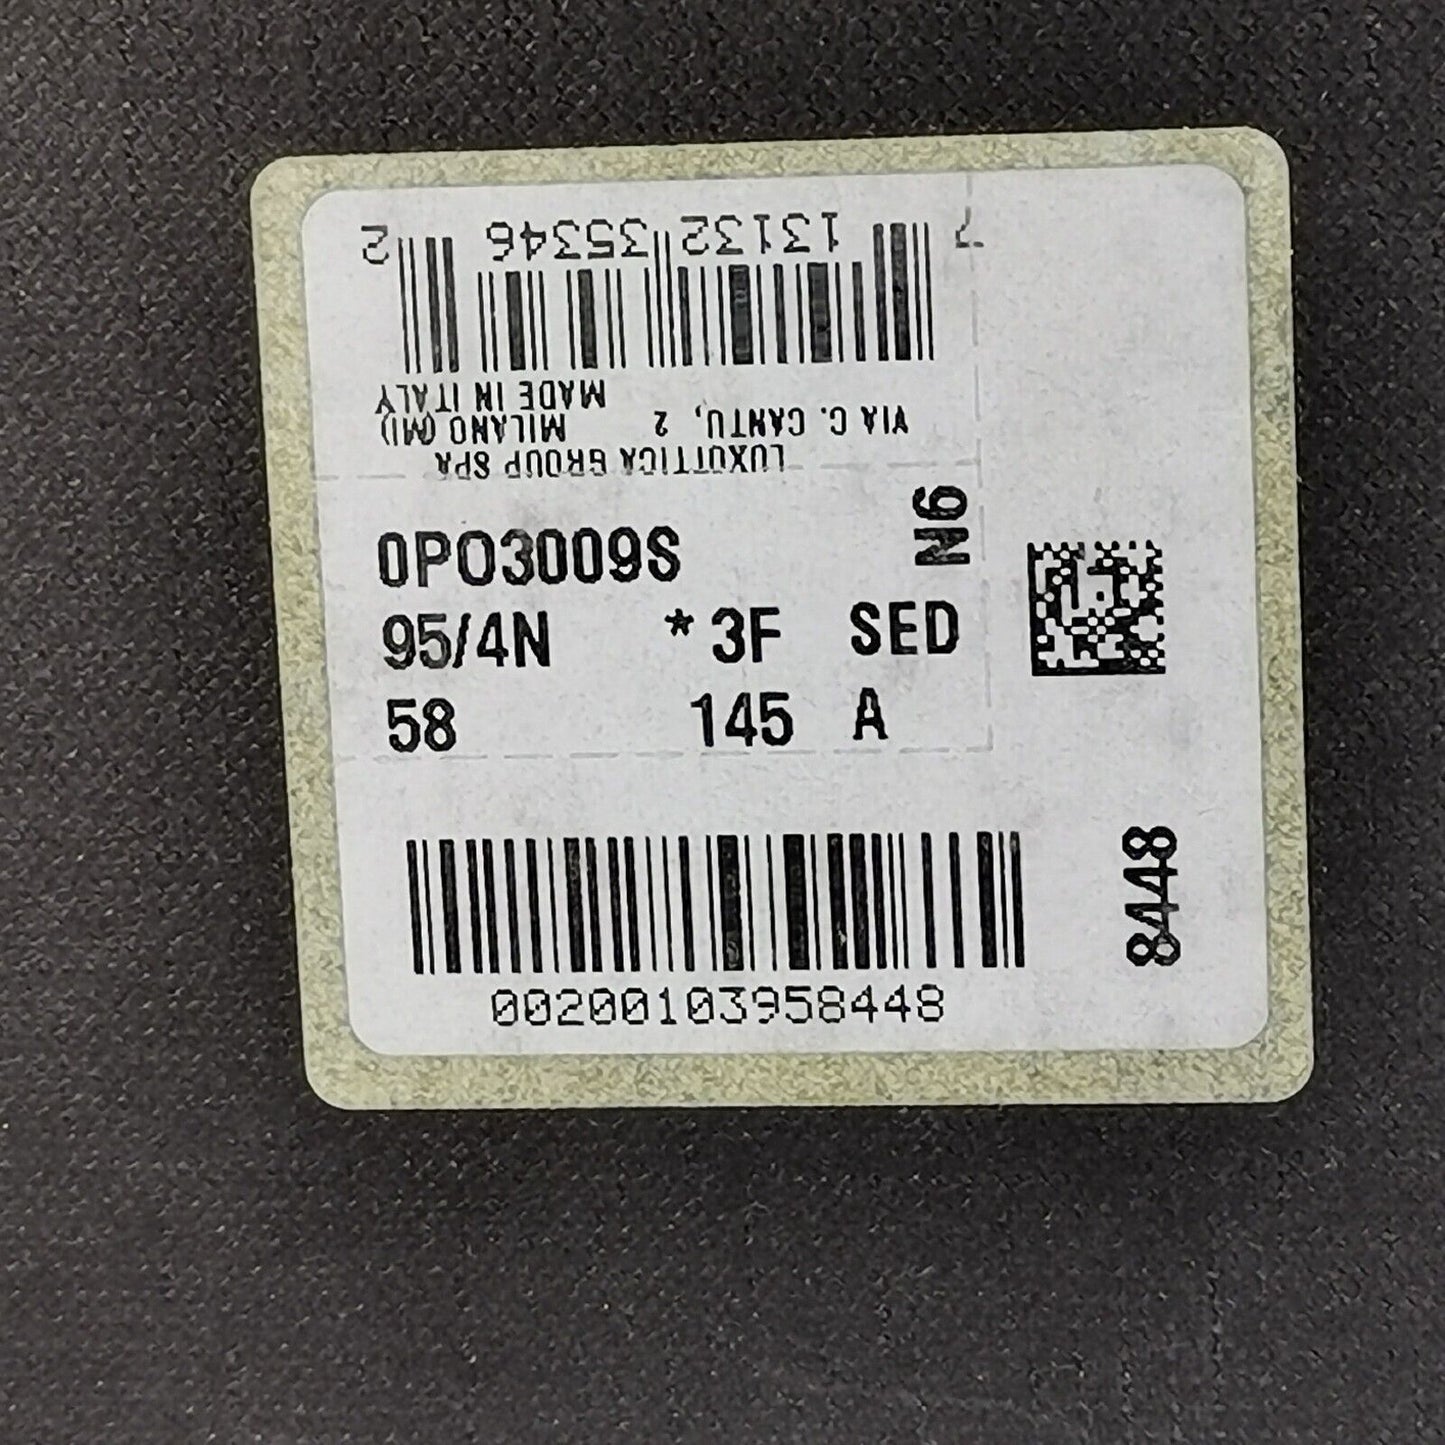 0PO3009S N6
95/4N * 3F SED
58 145 A
8448
00200103958448
LUXOTTICA GROUP SPA
VIA C. CANTU, 2 MILANO (MI)
MADE IN ITALY
7 13132 35346 2